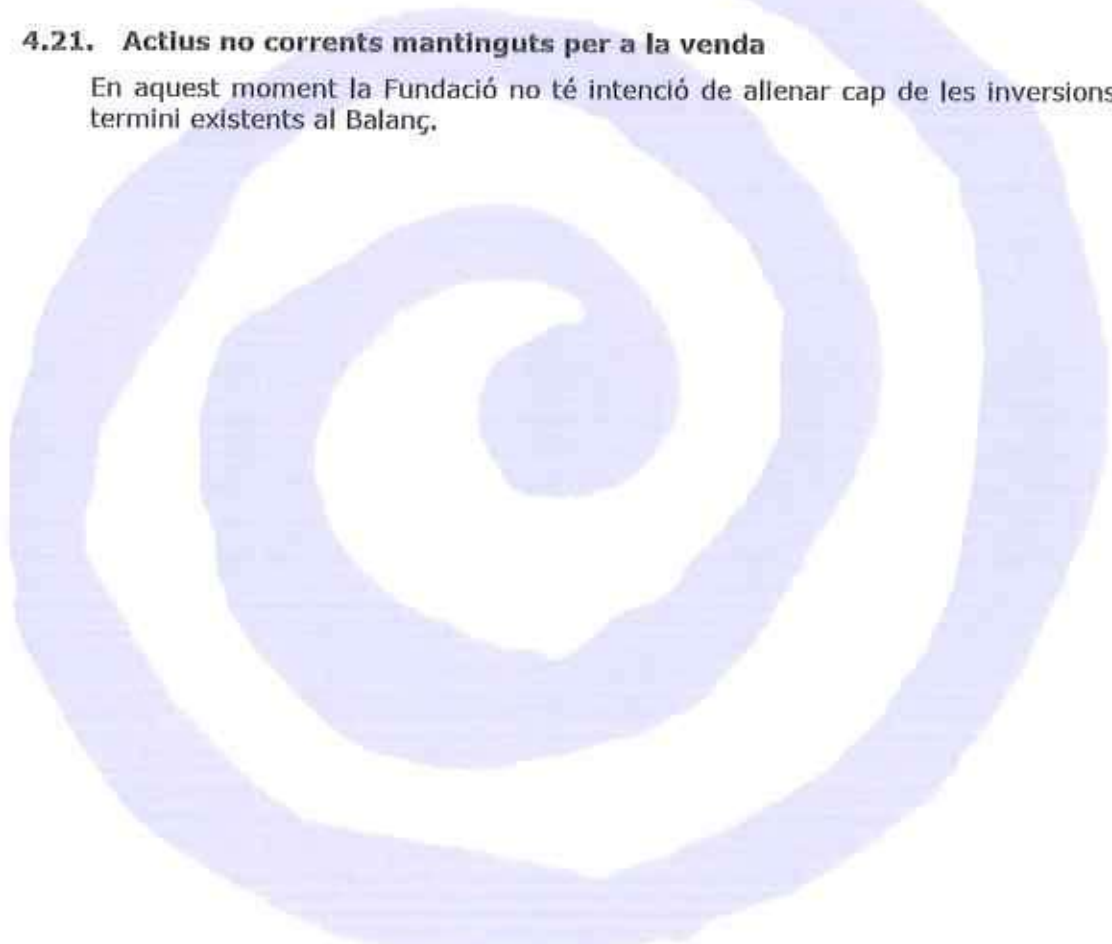 4.21. Actius no corrents mantinguts per a la venda
En aquest moment la Fundació no té intenció de alienar cap de les inversions
termini existents al Balanç.